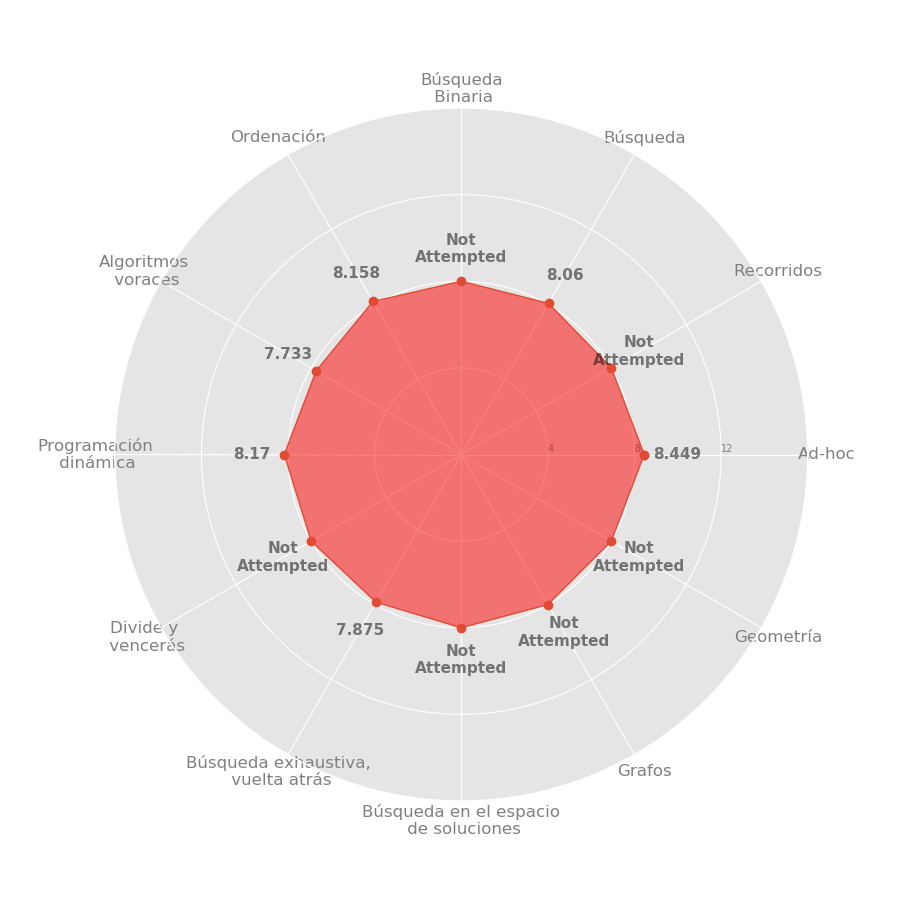 Búsqueda
Binaria
Ordenación
Búsqueda
Not
Attempted
Algoritmos
voraces
8.158
8.06
Recorridos
7.733
Not
Attempted
Programación
dinámica
8.17
4
8
12
8.449
Ad-hoc
Not
Attempted
Not
Attempted
Divide y
vencerás
7.875
Not
Attempted
Not
Attempted
Geometría
Búsqueda exhaustiva,
vuelta atrás
Grafos
Búsqueda en el espacio
de soluciones